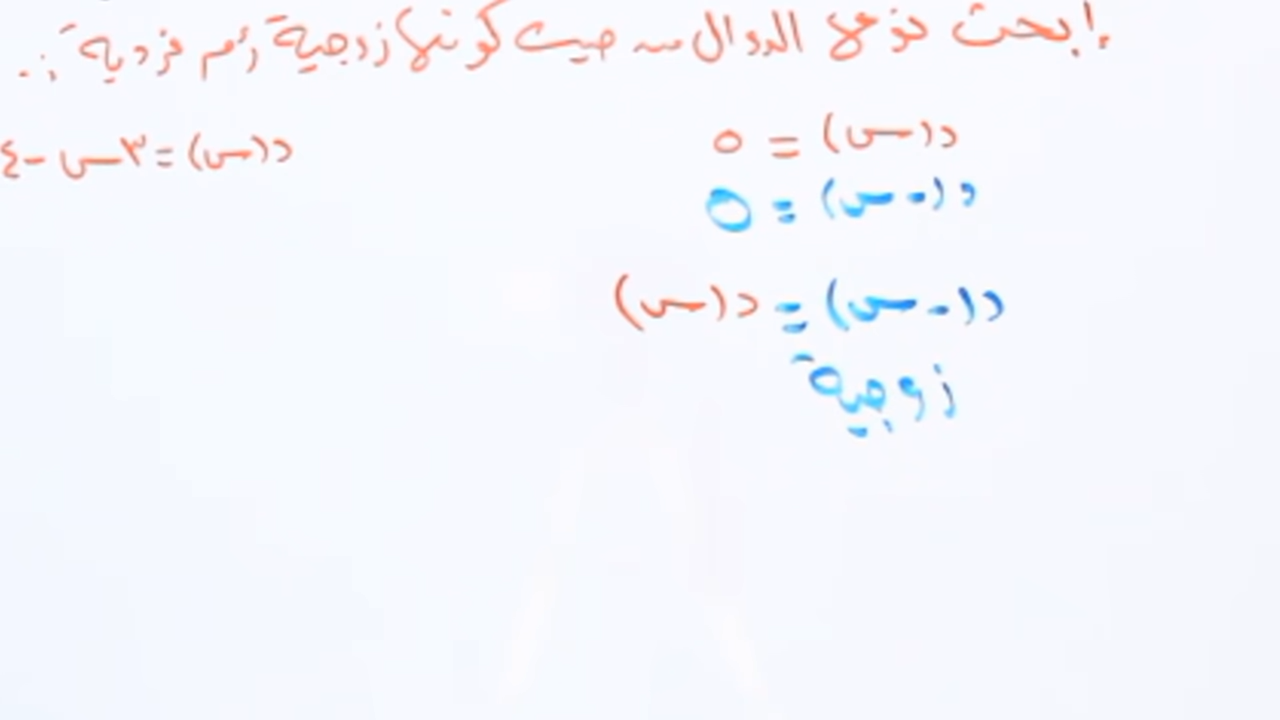 ابحث نوع الدوال من حيث كونها زوجية أم فردية :.
د(س) = ٥
د(-س) = ٥
د(-س) = د(س)
زوجية
د(س) = ٣س - ٤